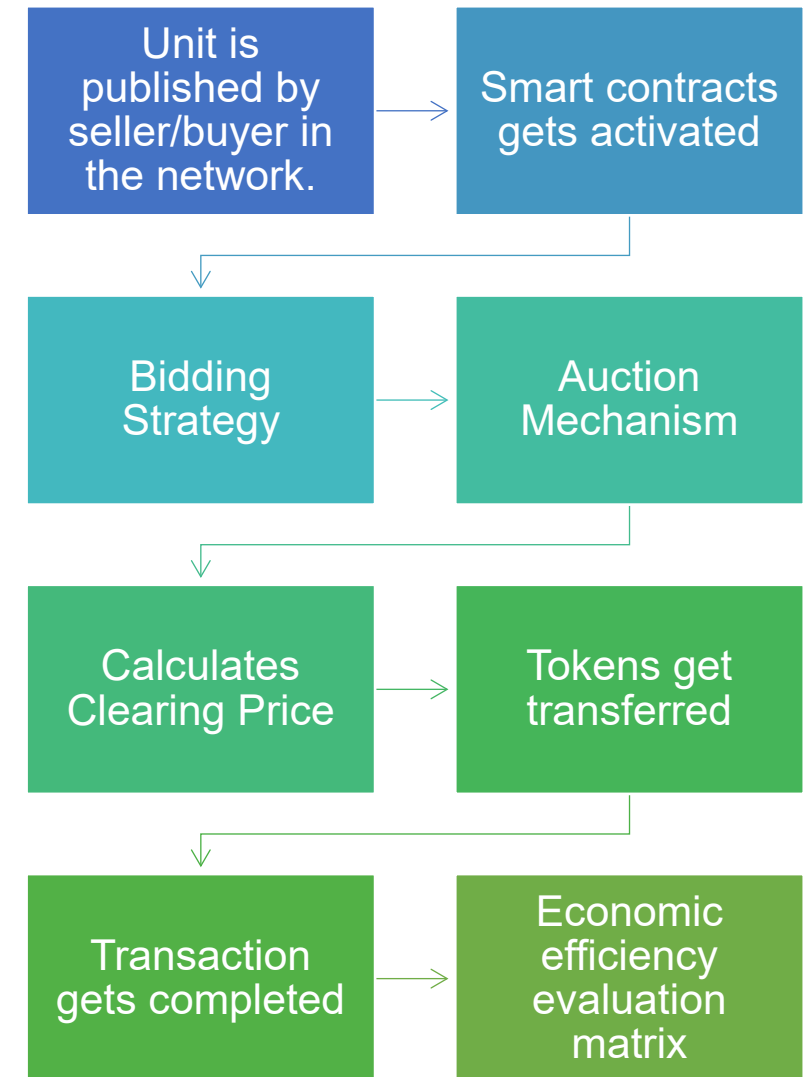 Unit is
published by
seller/buyer in
the network.
Smart contracts
gets activated
Bidding
Strategy
Auction
Mechanism
Calculates
Clearing Price
Tokens get
transferred
Transaction
gets completed
Economic
efficiency
evaluation
matrix